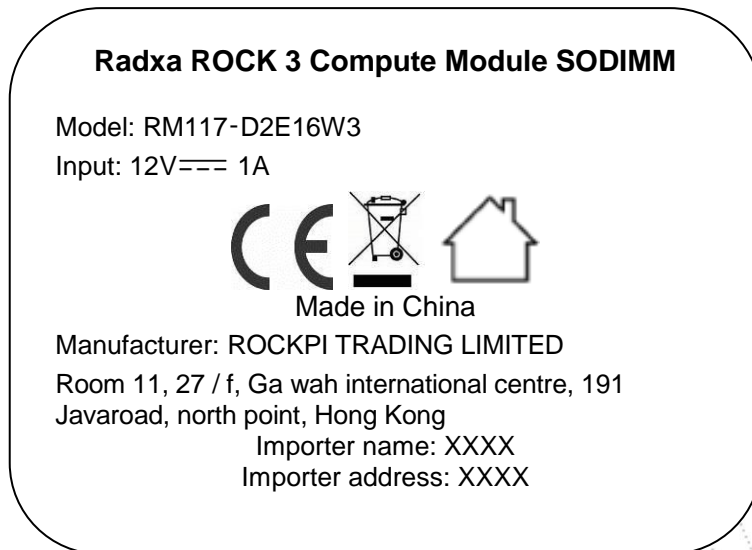 Radxa ROCK 3 Compute Module SODIMM
Model: RM117-D2E16W3
Input: 12V⎓ 1A
CE
Made in China
Manufacturer: ROCKPI TRADING LIMITED
Room 11, 27 / f, Ga wah international centre, 191
Javaroad, north point, Hong Kong
Importer name: XXXX
Importer address: XXXX